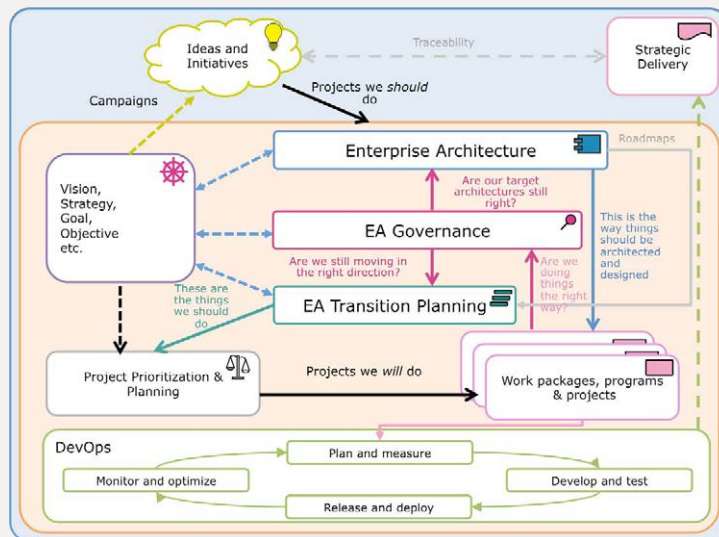 Ideas and
Initiatives
Traceability
Strategic
Delivery
Campaigns
Projects we should
do
Enterprise Architecture
Roadmaps
Vision,
Strategy,
Goal,
Objective
etc.
Are our target
architectures still
right?
This is the
way things
should be
architected
and
designed
EA Governance
Are we still moving in
the right direction?
Are we
doing
things
the right
way?
These are
the things
we should
do
EA Transition Planning
Project Prioritization &
Planning
Projects we will do
Work packages, programs
& projects
DevOps
Plan and measure
Monitor and optimize
Develop and test
Release and deploy